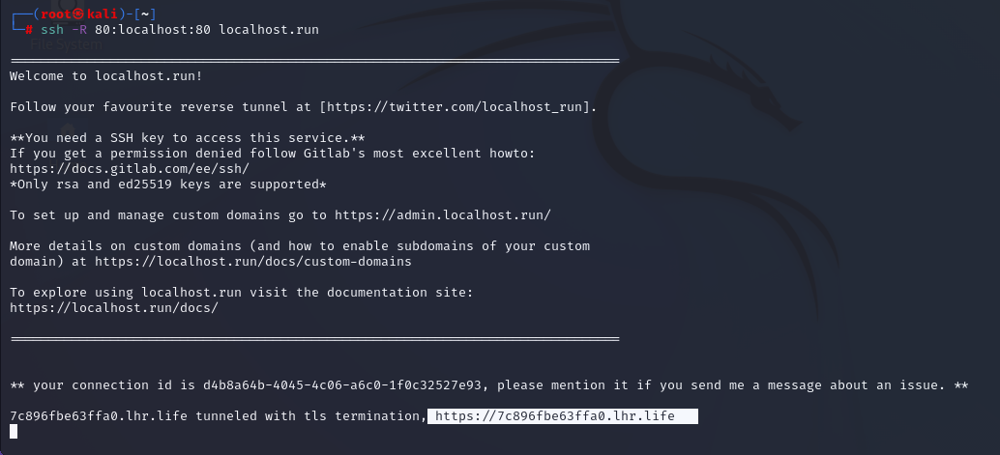 ┌──(root㉿kali)-[~]
└─# ssh -R 80:localhost:80 localhost.run
File System
===============================================================================
Welcome to localhost.run!
Follow your favourite reverse tunnel at [https://twitter.com/localhost_run].
**You need a SSH key to access this service.**
If you get a permission denied follow Gitlab's most excellent howto:
https://docs.gitlab.com/ee/ssh/
*Only rsa and ed25519 keys are supported*
To set up and manage custom domains go to https://admin.localhost.run/
More details on custom domains (and how to enable subdomains of your custom
domain) at https://localhost.run/docs/custom-domains
To explore using localhost.run visit the documentation site:
https://localhost.run/docs/
===============================================================================
** your connection id is d4b8a64b-4045-4c06-a6c0-1f0c32527e93, please mention it if you send me a message about an issue. **
7c896fbe63ffa0.lhr.life tunneled with tls termination, https://7c896fbe63ffa0.lhr.life